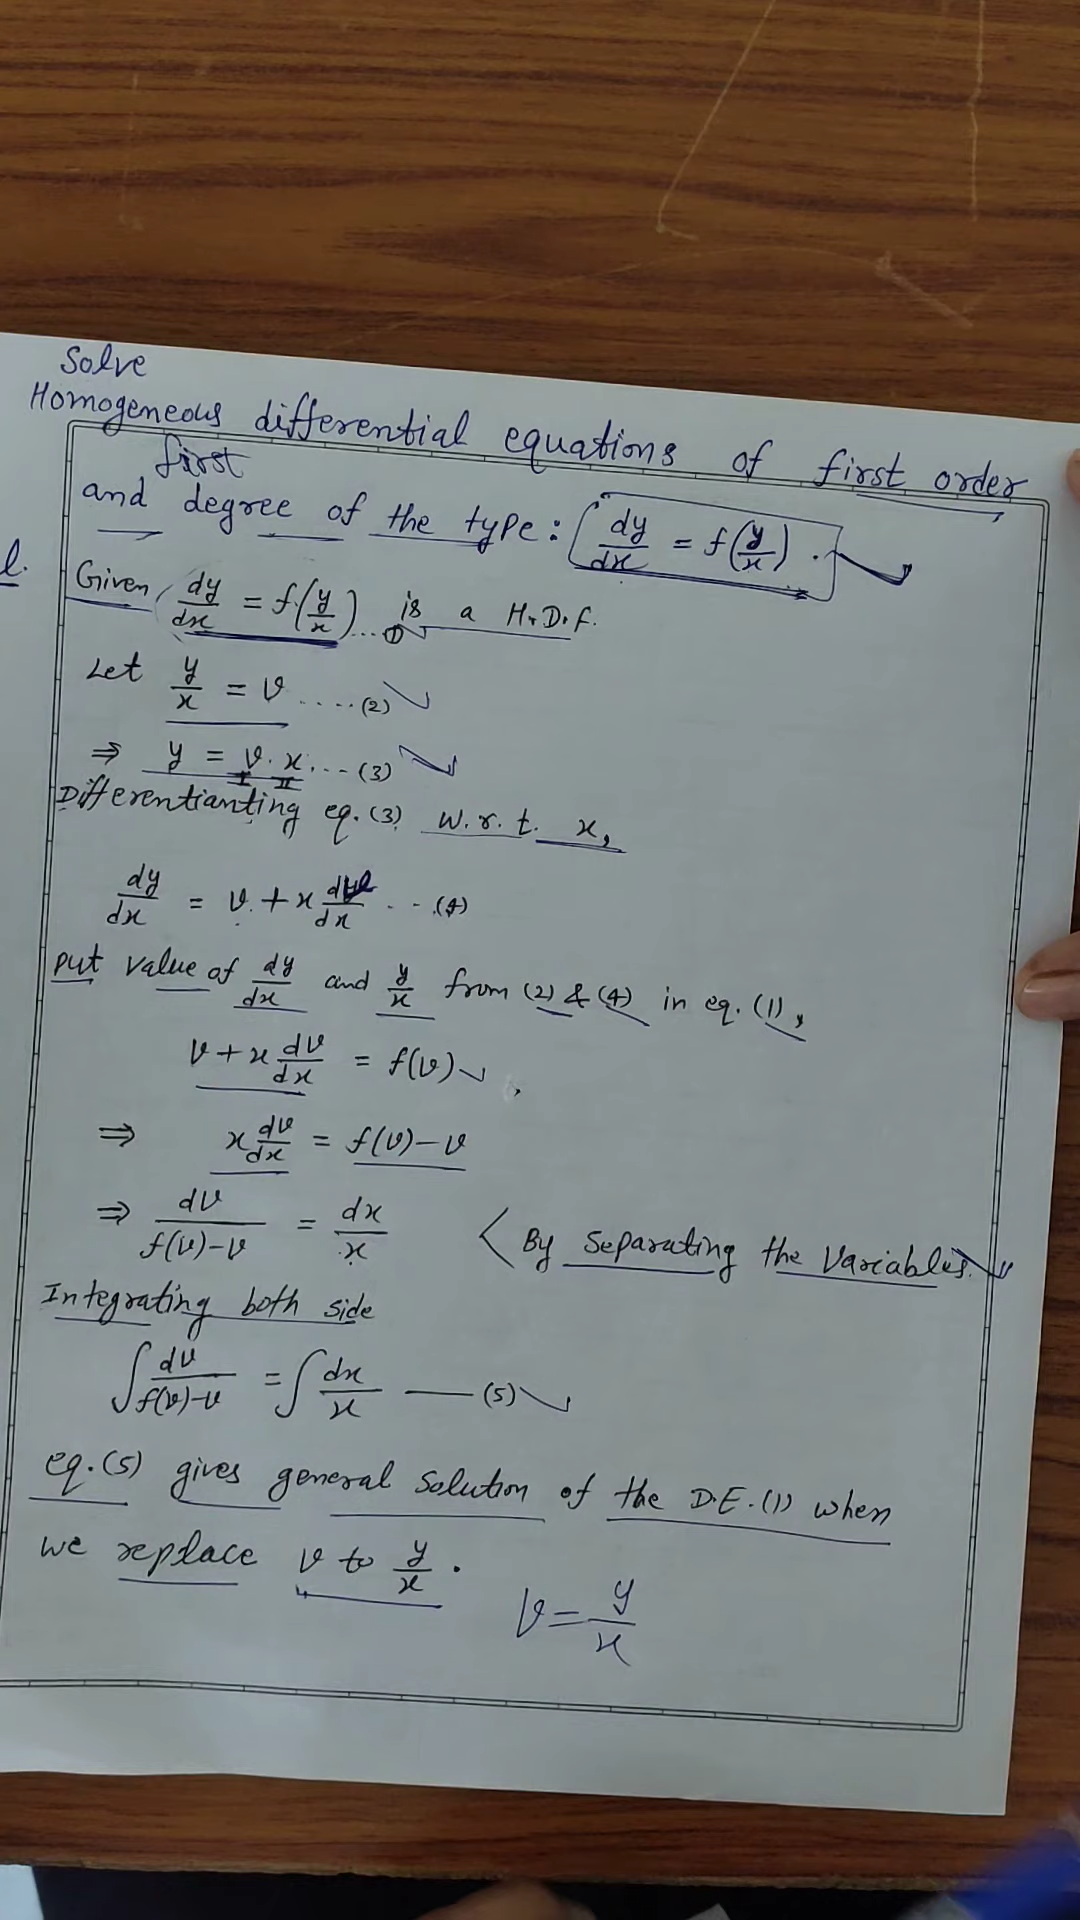 Solve
Homogeneous differential equations of first order
first
and degree of the type: dy/dx = f(y/x).
l.
Given dy/dx = f(y/x) ...① is a H.D.F.
Let y/x = v .....(2)
⇒ y = v.x ...(3)
I II
Differentianting eq.(3) w.r.t. x,
dy/dx = v + x dv/dx ...(4)
put value of dy/dx and y/x from (2) & (4) in eq. (1),
v + x dv/dx = f(v)
⇒ x dv/dx = f(v) - v
⇒ dv/(f(v)-v) = dx/x < By Separating the Variables.
Integrating both side
∫ dv/(f(v)-v) = ∫ dx/x — (5)
eq.(5) gives general Solution of the D.E.(1) when
we replace v to y/x.
v = y/x